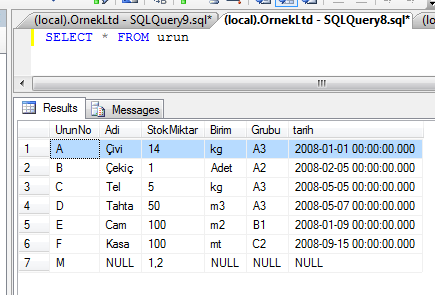 (local).OrnekLtd - SQLQuery9.sql* (local).OrnekLtd - SQLQuery8.sql* (lo
SELECT * FROM urun
Results Messages
UrunNo Adi StokMiktar Birim Grubu tarih
1 A Çivi 14 kg A3 2008-01-01 00:00:00.000
2 B Çekiç 1 Adet A2 2008-02-05 00:00:00.000
3 C Tel 5 kg A3 2008-05-05 00:00:00.000
4 D Tahta 50 m3 A3 2008-05-07 00:00:00.000
5 E Cam 100 m2 B1 2008-01-09 00:00:00.000
6 F Kasa 100 mt C2 2008-09-15 00:00:00.000
7 M NULL 1,2 NULL NULL NULL